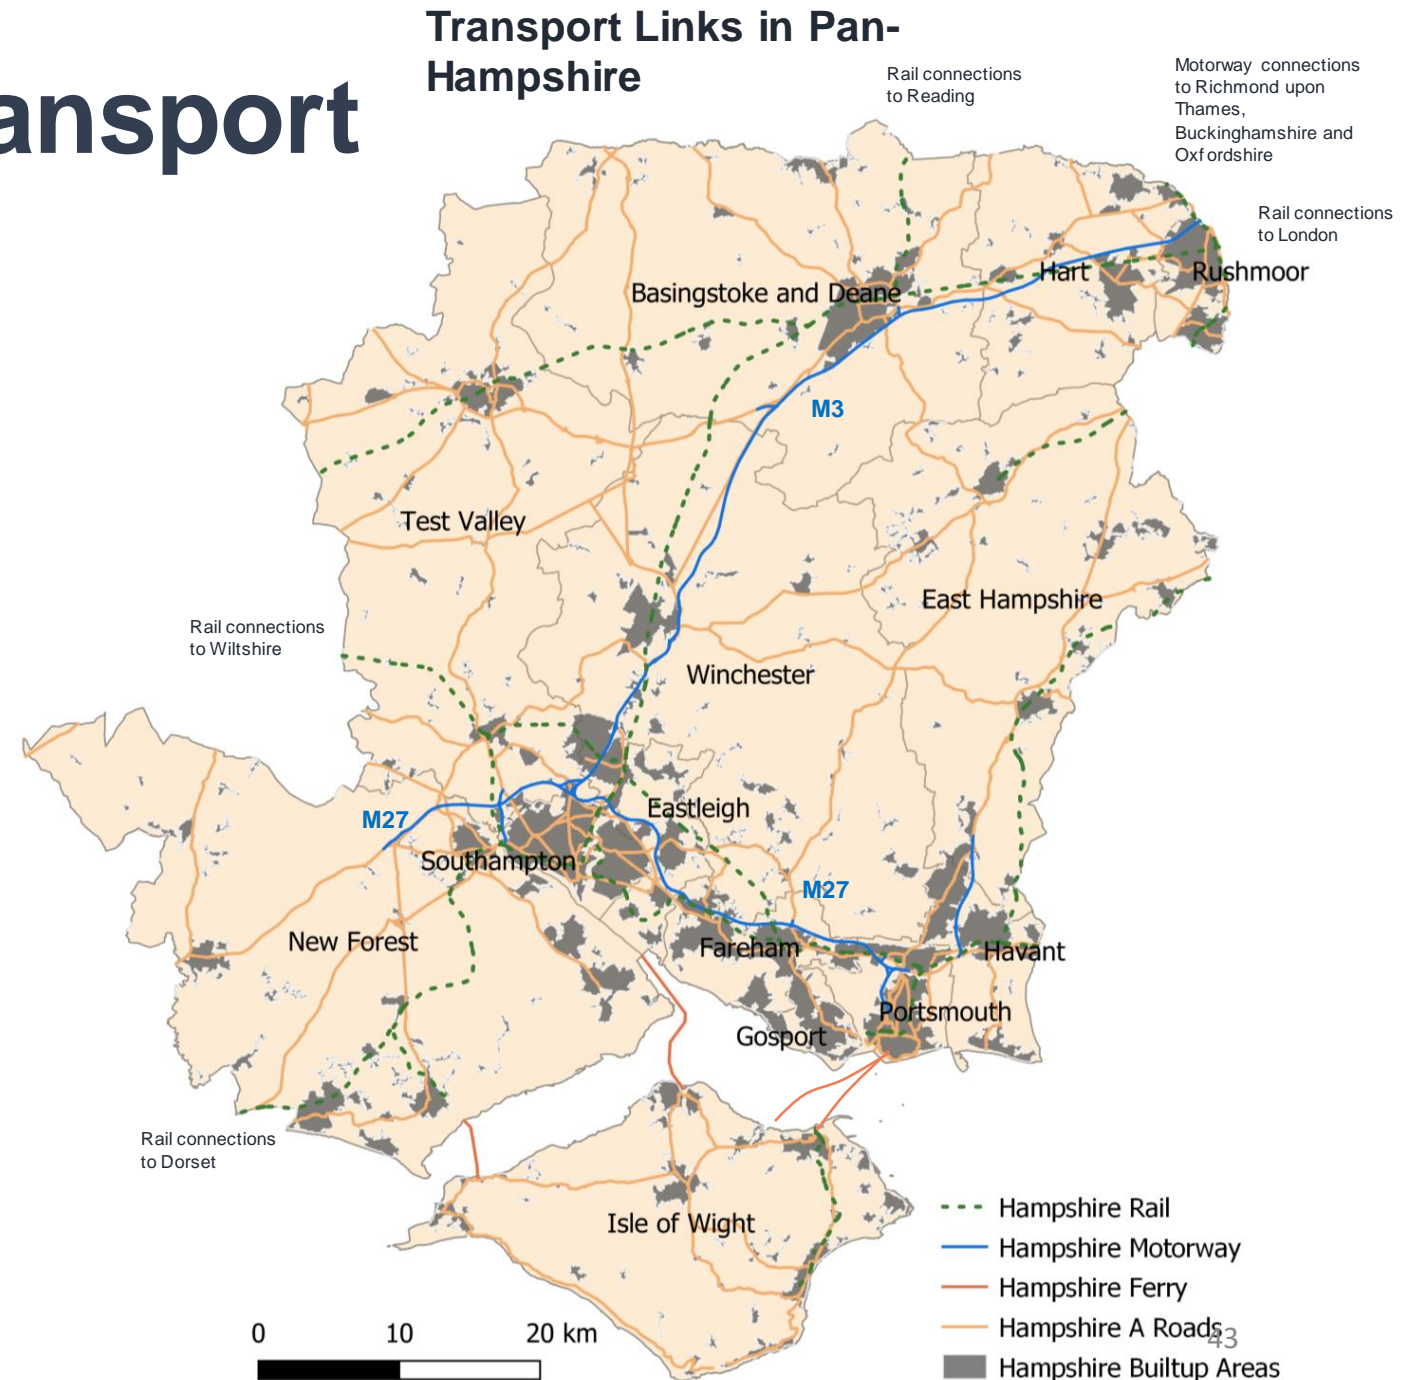 Transport Links in Pan-
Hampshire
ansport
Rail connections
to Reading
Motorway connections
to Richmond upon
Thames,
Buckinghamshire and
Oxfordshire
Rail connections
to London
Hart
Rushmoor
Basingstoke and Deane
M3
Test Valley
East Hampshire
Rail connections
to Wiltshire
Winchester
M27
Eastleigh
Southampton
M27
New Forest
Fareham
Havant
Portsmouth
Gosport
Rail connections
to Dorset
Isle of Wight
Hampshire Rail
Hampshire Motorway
Hampshire Ferry
Hampshire A Roads
43
Hampshire Builtup Areas
0 10 20 km